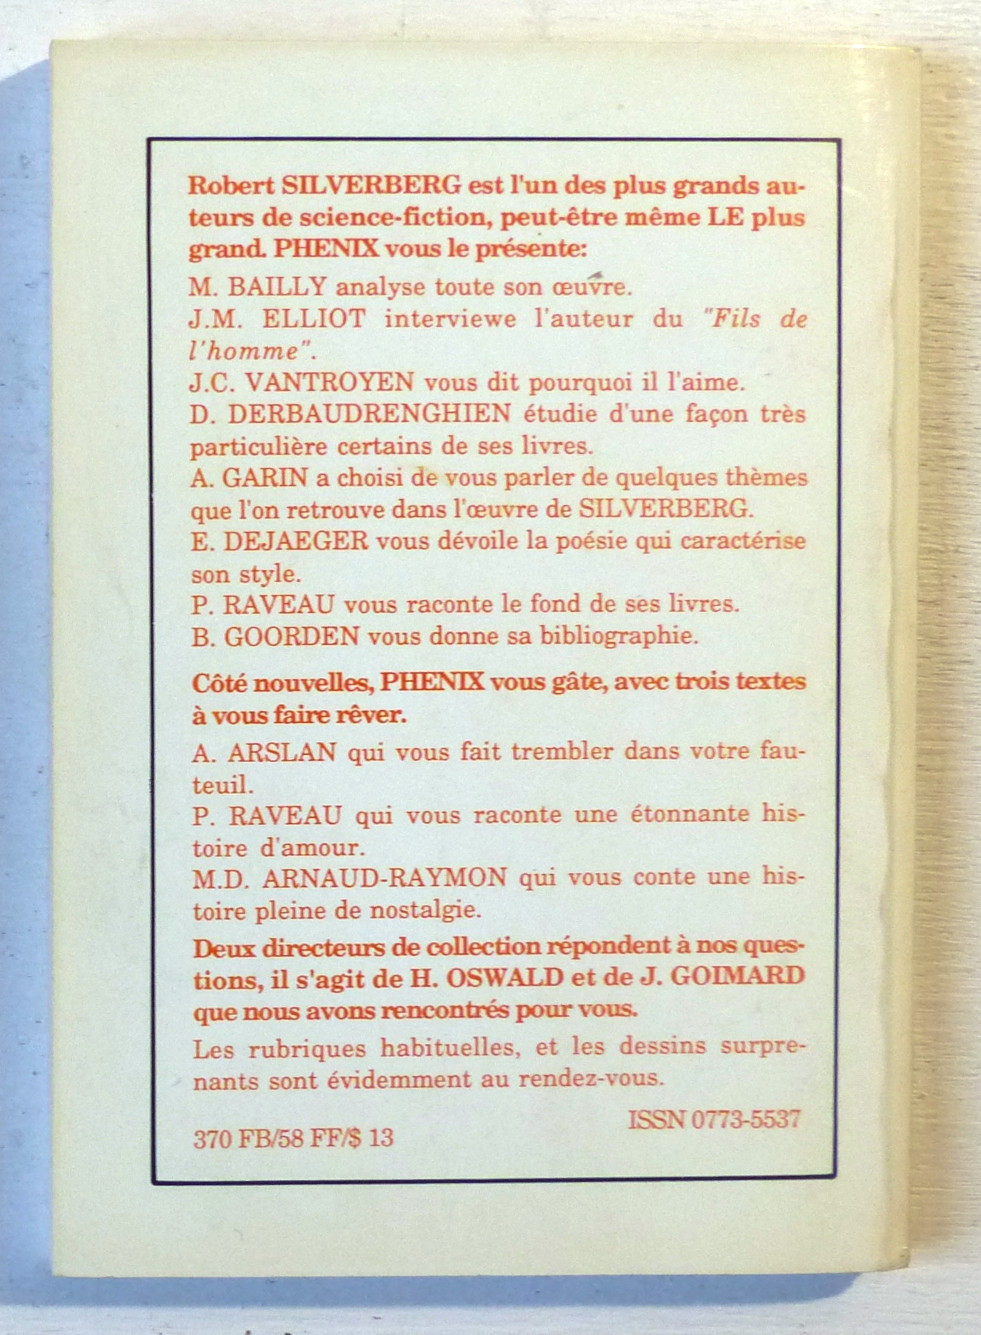 Robert SILVERBERG est l'un des plus grands au-
teurs de science-fiction, peut-être même LE plus
grand. PHENIX vous le présente:
M. BAILLY analyse toute son œuvre.
J.M. ELLIOT interviewe l'auteur du "Fils de
l'homme".
J.C. VANTROYEN vous dit pourquoi il l'aime.
D. DERBAUDRENGHIEN étudie d'une façon très
particulière certains de ses livres.
A. GARIN a choisi de vous parler de quelques thèmes
que l'on retrouve dans l'œuvre de SILVERBERG.
E. DEJAEGER vous dévoile la poésie qui caractérise
son style.
P. RAVEAU vous raconte le fond de ses livres.
B. GOORDEN vous donne sa bibliographie.
Côté nouvelles, PHENIX vous gâte, avec trois textes
à vous faire rêver.
A. ARSLAN qui vous fait trembler dans votre fau-
teuil.
P. RAVEAU qui vous raconte une étonnante his-
toire d'amour.
M.D. ARNAUD-RAYMON qui vous conte une his-
toire pleine de nostalgie.
Deux directeurs de collection répondent à nos ques-
tions, il s'agit de H. OSWALD et de J. GOIMARD
que nous avons rencontrés pour vous.
Les rubriques habituelles, et les dessins surpre-
nants sont évidemment au rendez-vous.
ISSN 0773-5537
370 FB/58 FF/$ 13